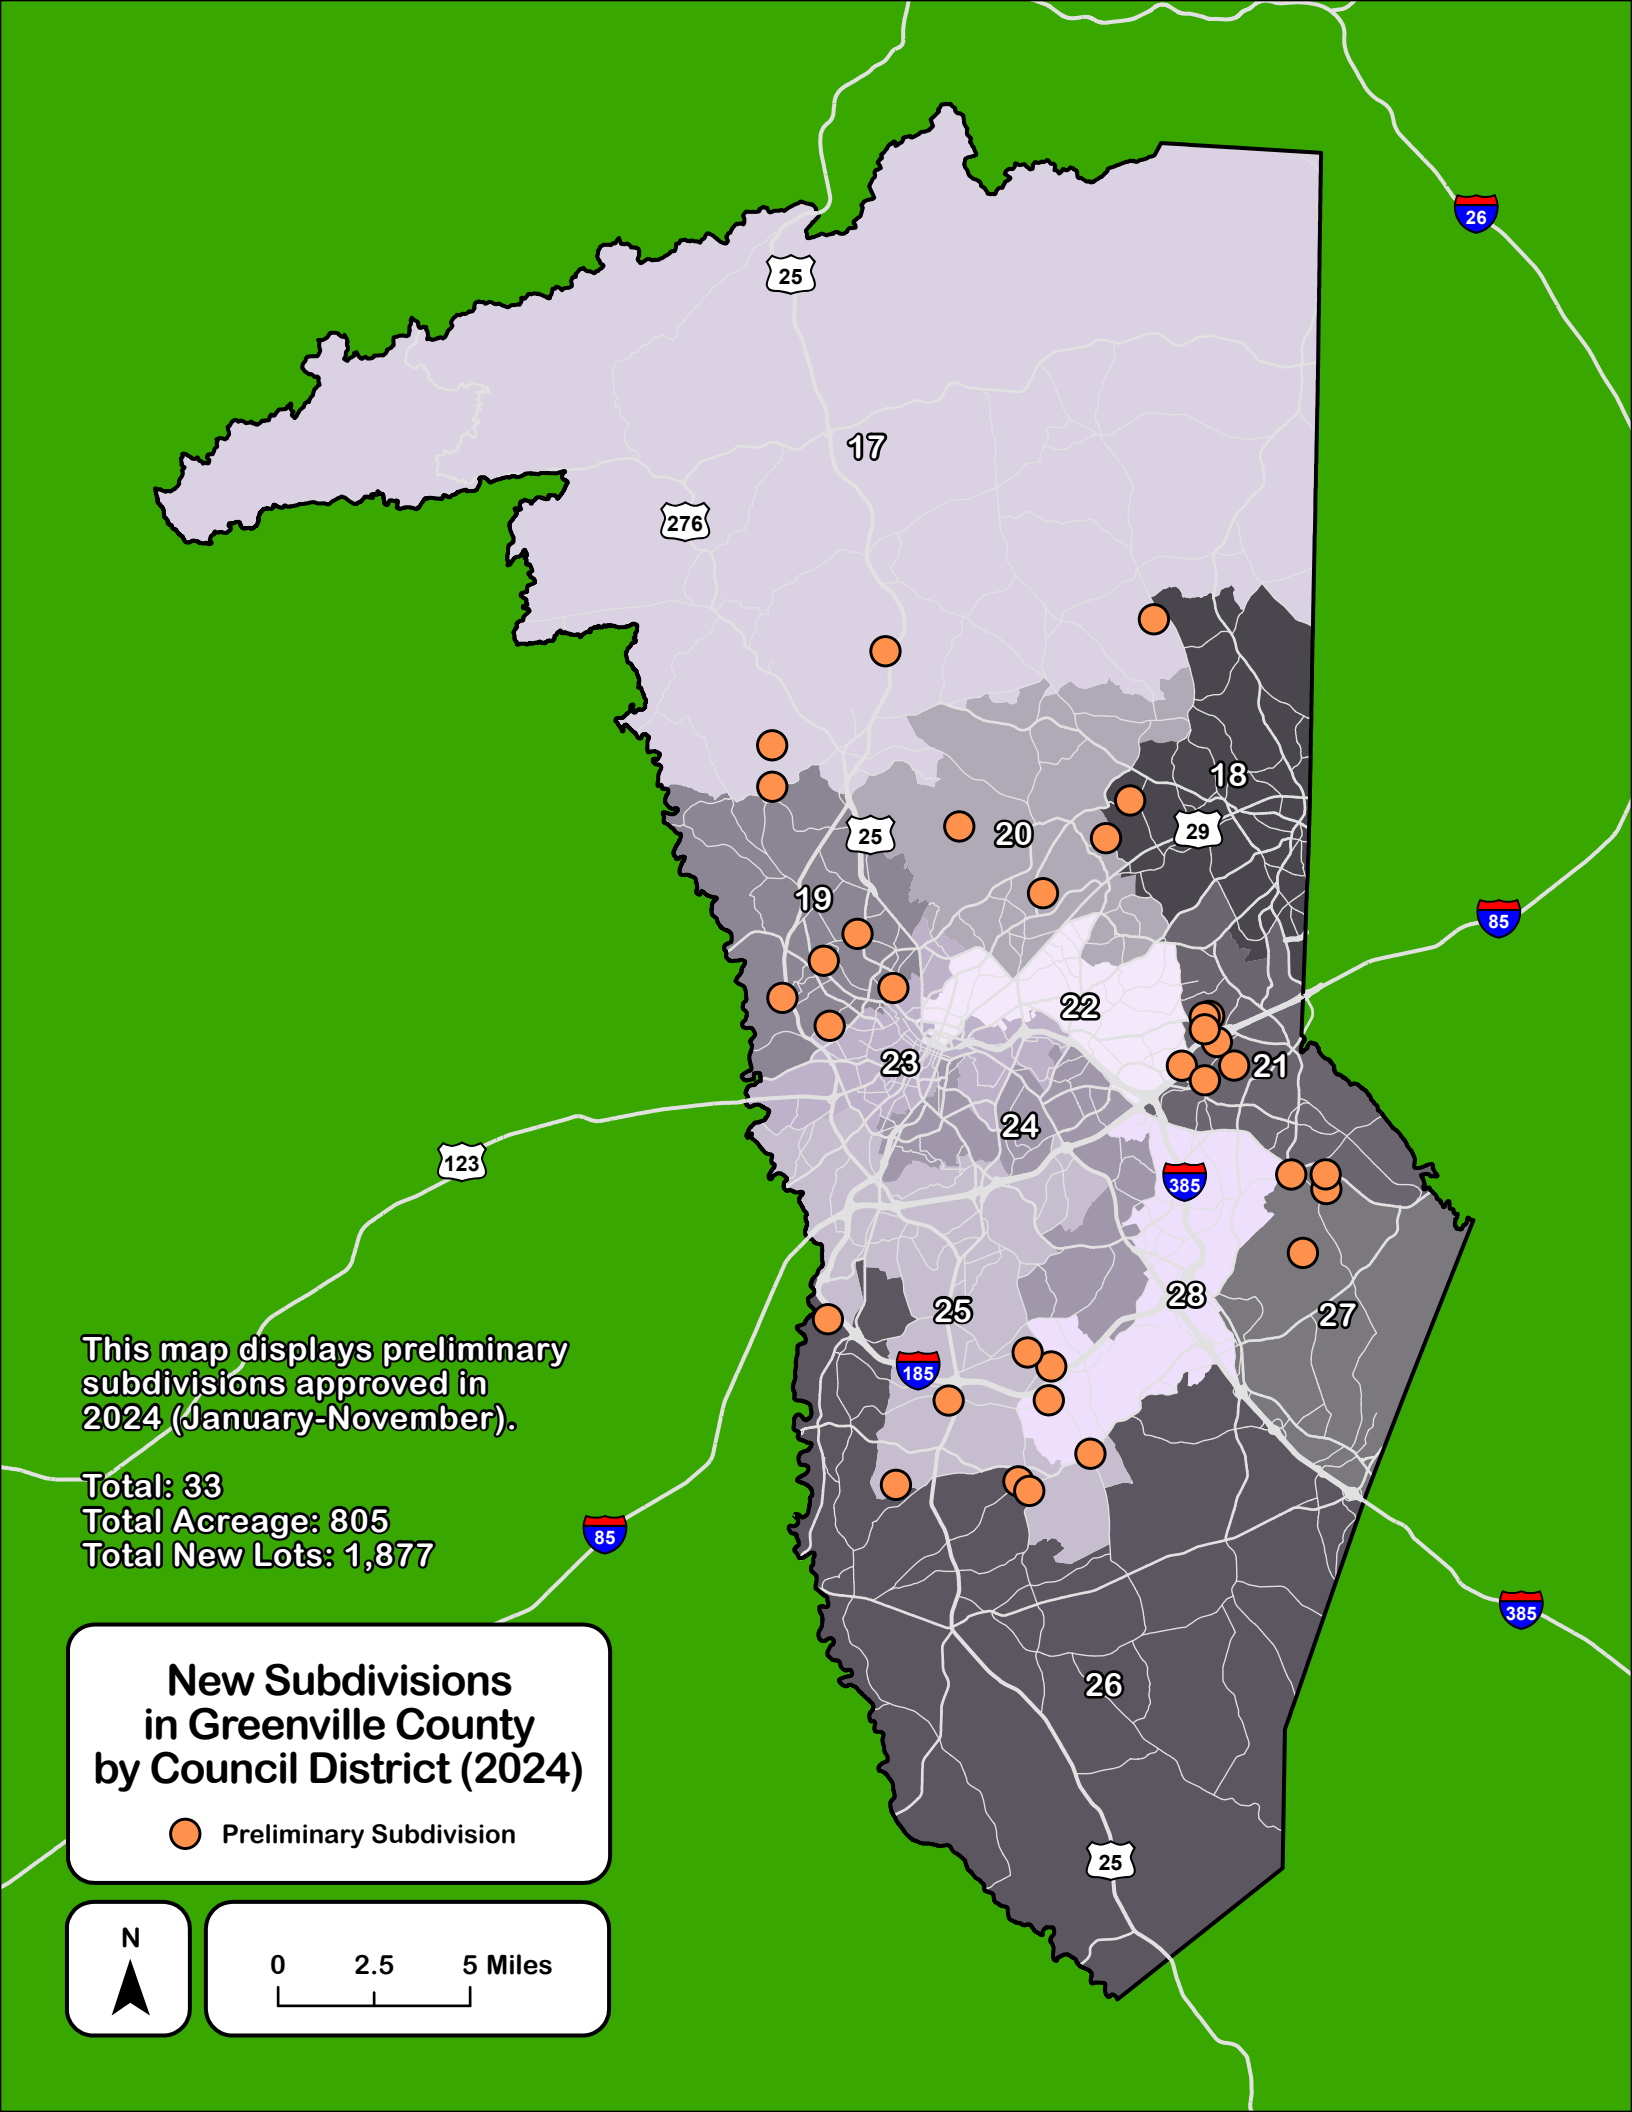 26
25
17
276
18
25
20
29
19
85
22
23
21
24
123
385
28
25
27
This map displays preliminary
subdivisions approved in
2024 (January-November).
185
Total: 33
Total Acreage: 805
Total New Lots: 1,877
85
385
New Subdivisions
in Greenville County
by Council District (2024)
Preliminary Subdivision
26
25
N
0 2.5 5 Miles